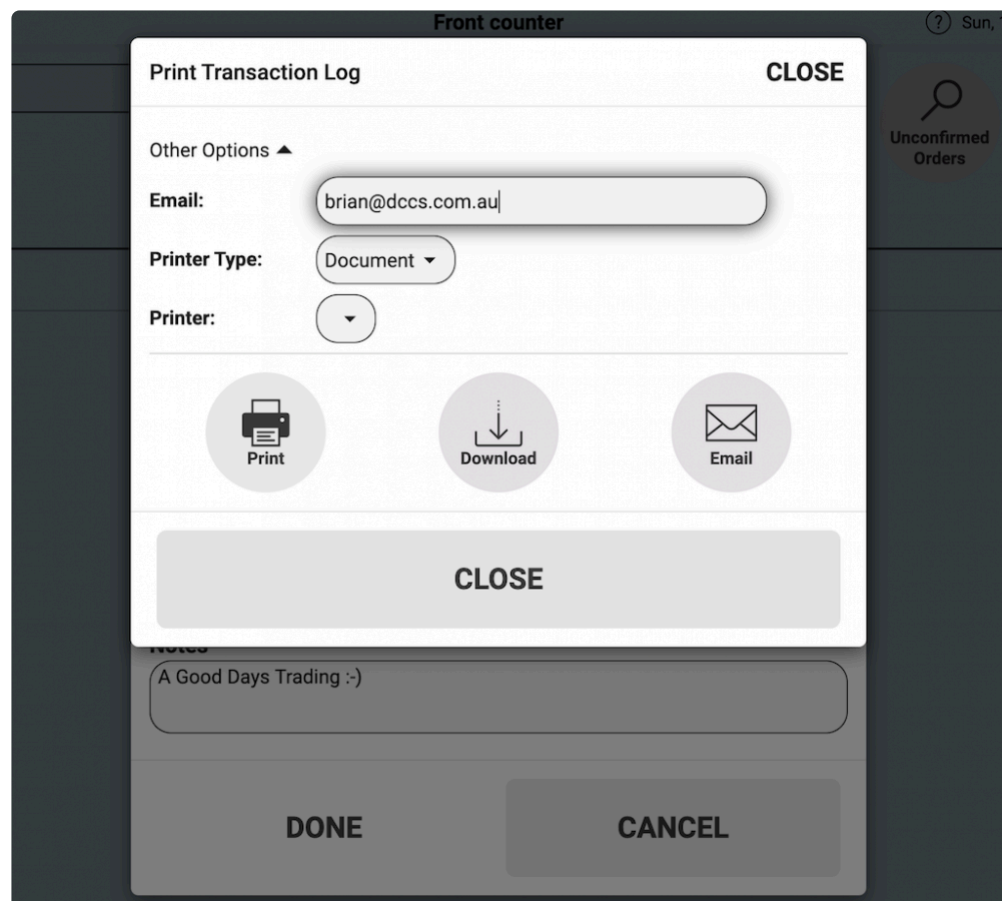 Front counter
? Sun,
Print Transaction Log
CLOSE
Unconfirmed
Orders
Other Options
Email:
brian@dccs.com.au
Printer Type:
Document
Printer:
Print
Download
Email
CLOSE
Notes
A Good Days Trading :-)
DONE
CANCEL